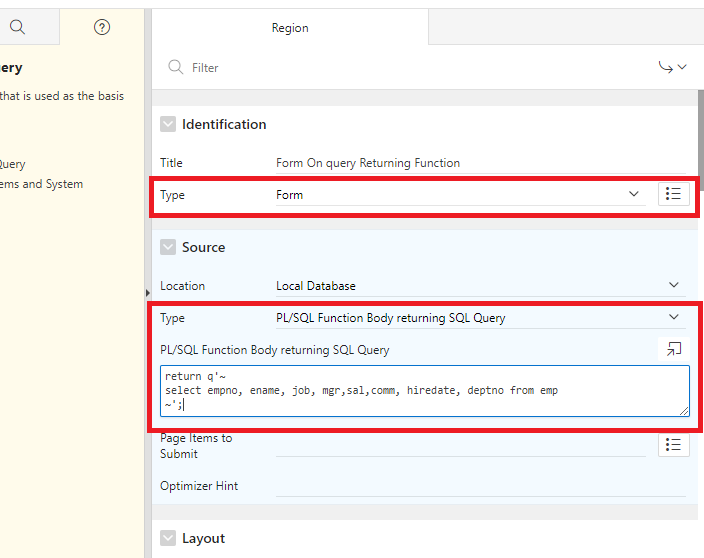 Region
ery
that is used as the basis
Query
ems and System
Filter
Identification
Title
Form On query Returning Function
Type
Form
Source
Location
Local Database
Type
PL/SQL Function Body returning SQL Query
PL/SQL Function Body returning SQL Query
return q'~
select empno, ename, job, mgr,sal,comm, hiredate, deptno from emp
~';
Page Items to
Submit
Optimizer Hint
Layout